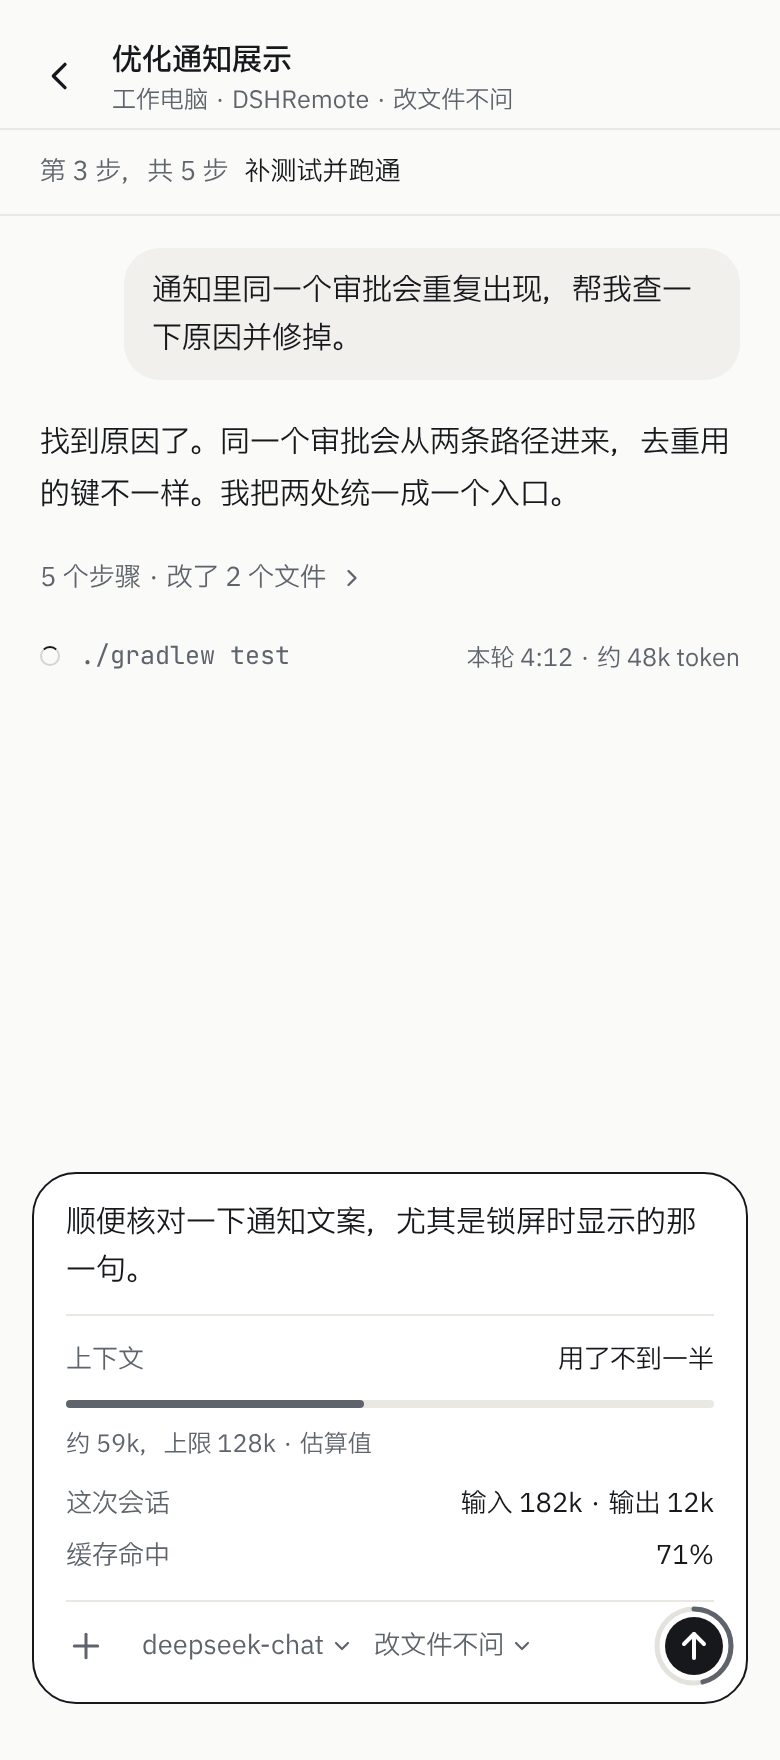 优化通知展示
工作电脑 · DSHRemote · 改文件不问
第 3 步，共 5 步 补测试并跑通
通知里同一个审批会重复出现，帮我查一
下原因并修掉。
找到原因了。同一个审批会从两条路径进来，去重用
的键不一样。我把两处统一成一个入口。
5 个步骤 · 改了 2 个文件
./gradlew test 本轮 4:12 · 约 48k token
顺便核对一下通知文案，尤其是锁屏时显示的那
一句。
上下文 用了不到一半
约 59k，上限 128k · 估算值
这次会话 输入 182k · 输出 12k
缓存命中 71%
deepseek-chat 改文件不问